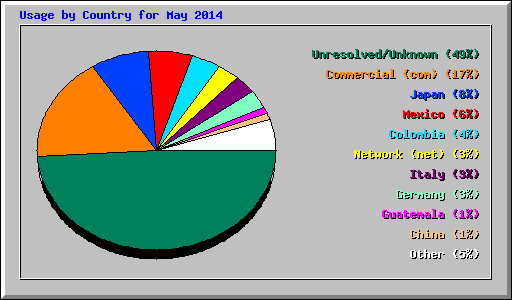 Usage by Country for May 2014
Unresolved/Unknown (49%)
Commercial (com) (17%)
Japan (8%)
Mexico (6%)
Colombia (4%)
Network (net) (3%)
Italy (3%)
Germany (3%)
Guatemala (1%)
China (1%)
Other (5%)